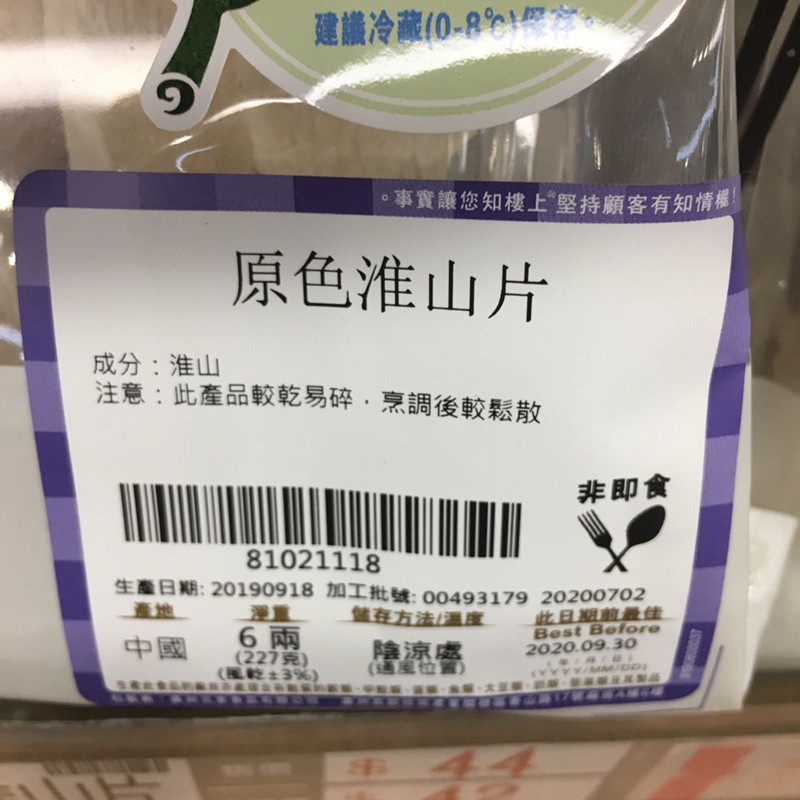 建議冷藏(0-8℃)保存。
。事實讓您知樓上®堅持顧客有知情權！
原色淮山片
成分：淮山
注意：此產品較乾易碎，烹調後較鬆散
非即食
81021118
生產日期: 20190918 加工批號: 00493179 20200702
產地 淨重 儲存方法/溫度 此日期前最佳
Best Before
中國 6 兩 陰涼處 2020.09.30
(227克) (通風位置) (年/月/日)
(風乾±3%) (YYYY/MM/DD)
山片
$ 44
$ 42